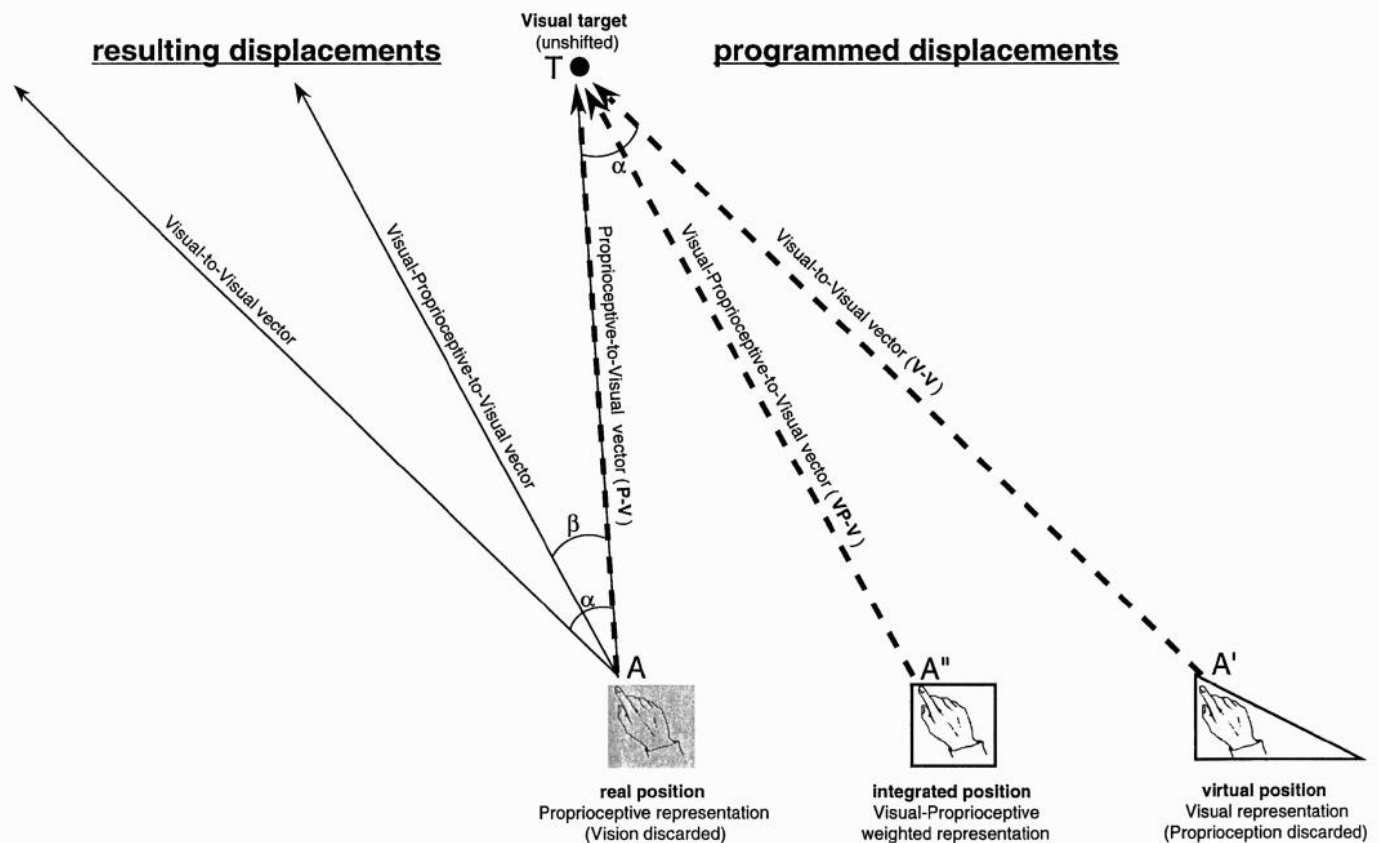 Visual target
(unshifted)
T
resulting displacements
programmed displacements
α
Visual-to-Visual vector
Visual-Proprioceptive-to-Visual vector
Proprioceptive-to-Visual vector (P-V)
Visual-Proprioceptive-to-Visual vector (VP-V)
Visual-to-Visual vector (V-V)
β
α
A
A"
A'
real position
Proprioceptive representation
(Vision discarded)
integrated position
Visual-Proprioceptive
weighted representation
virtual position
Visual representation
(Proprioception discarded)